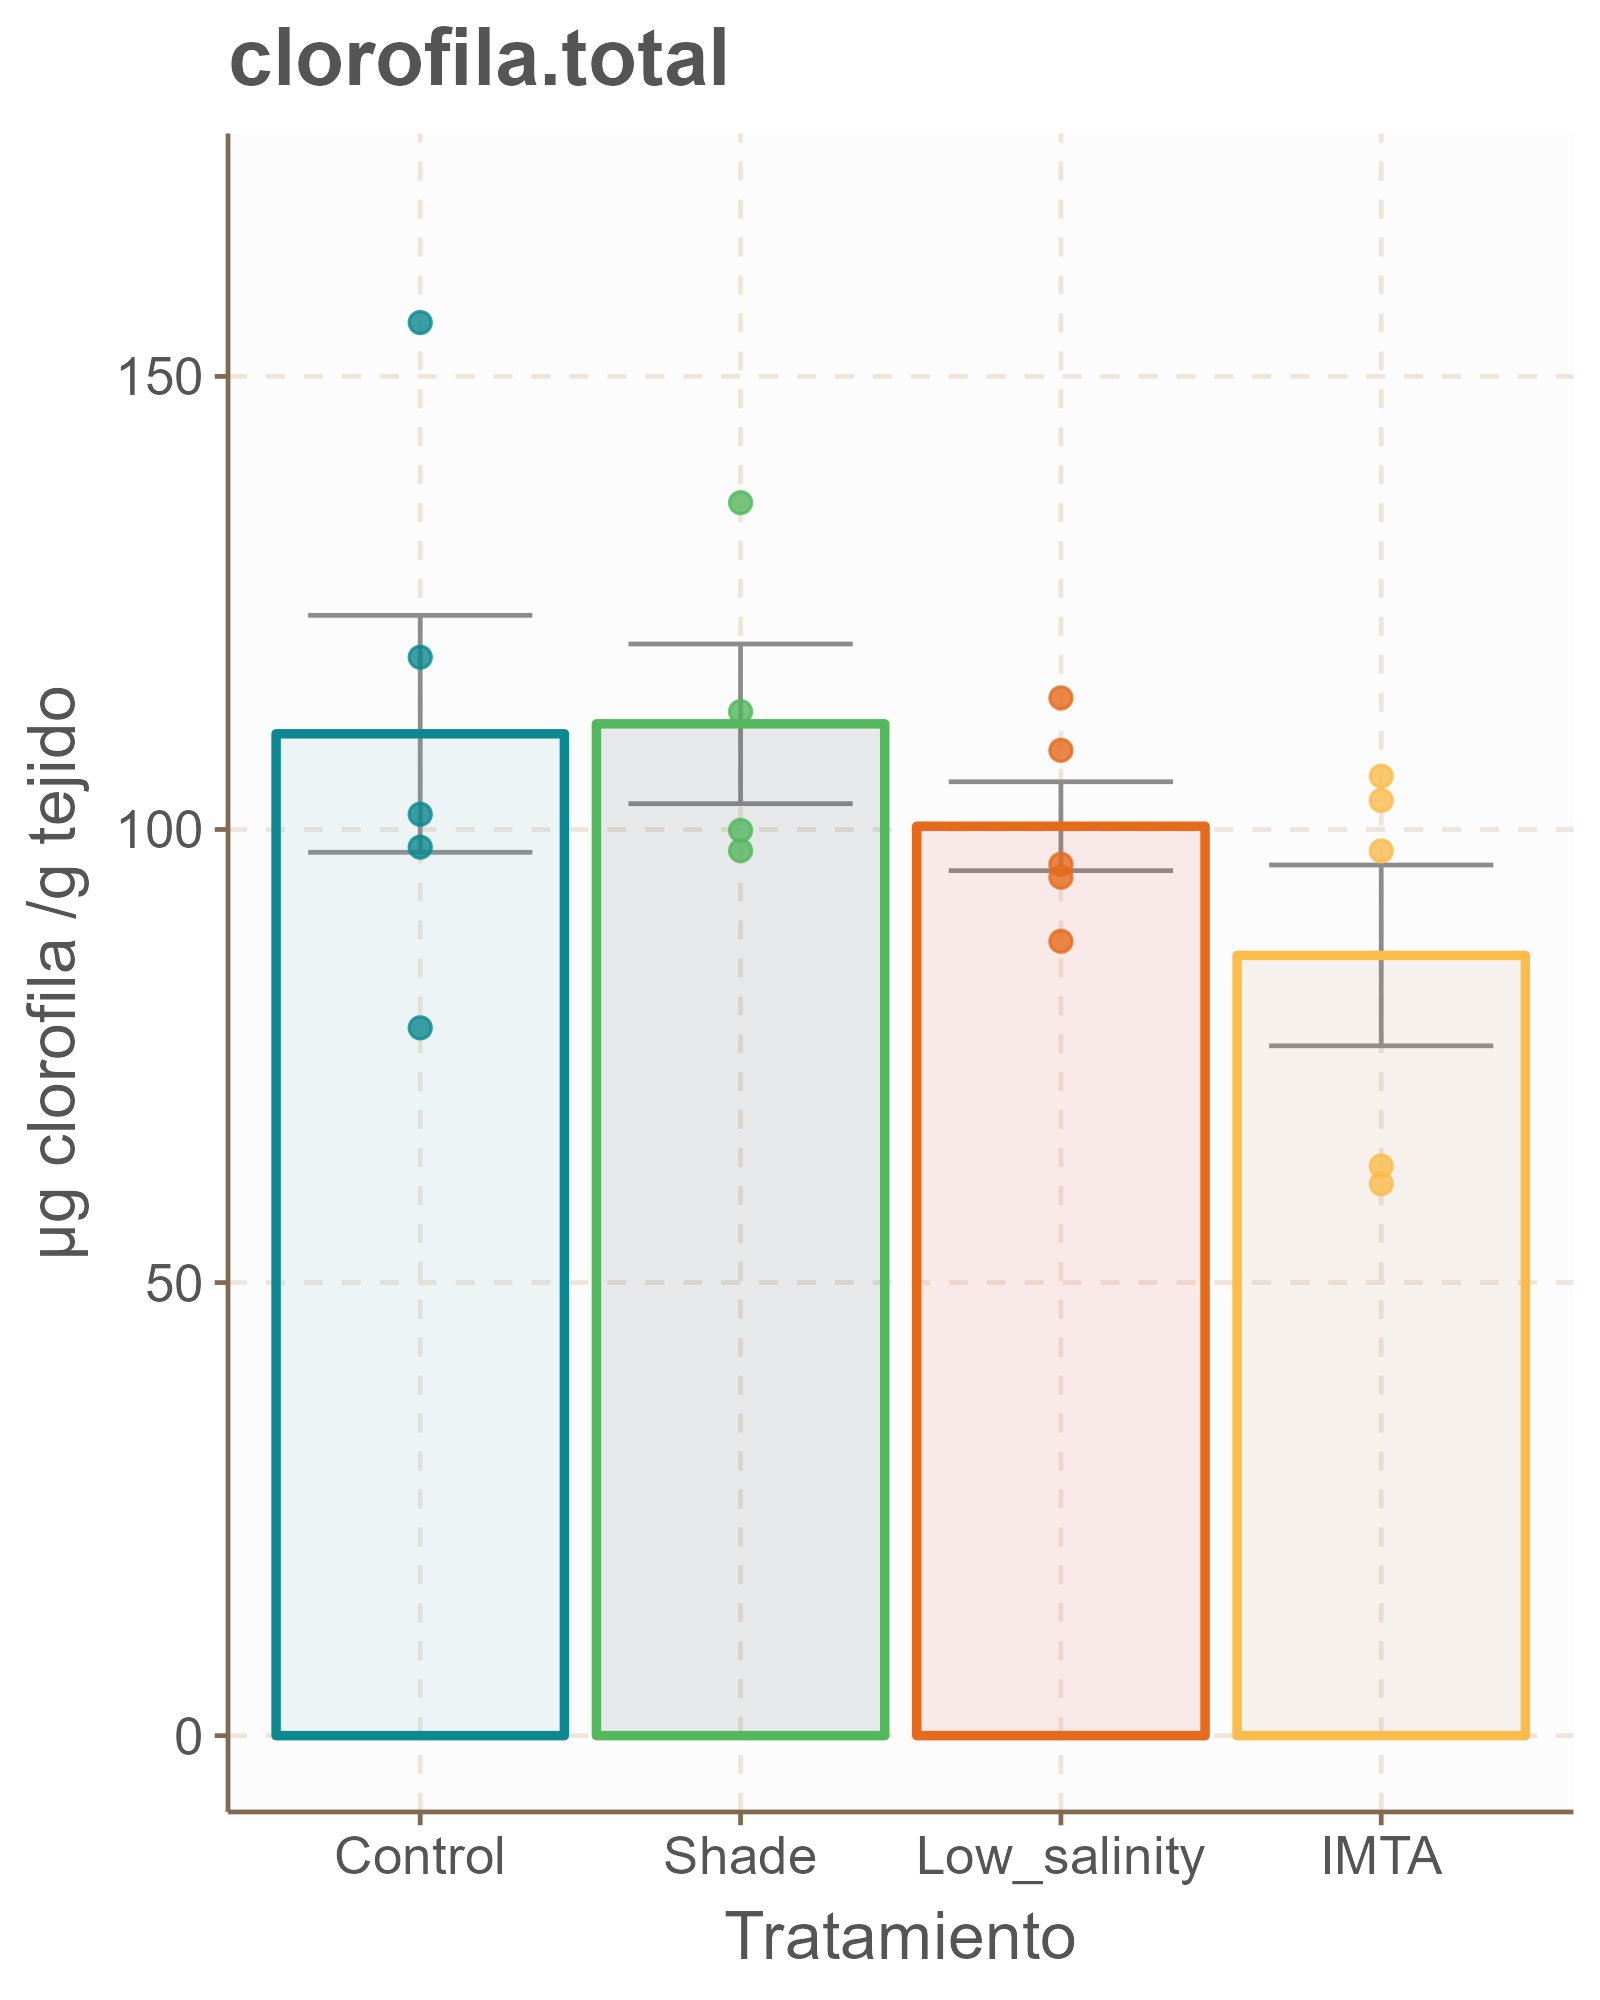 clorofila.total
µg clorofila /g tejido
150
100
50
0
Control Shade Low_salinity IMTA
Tratamiento